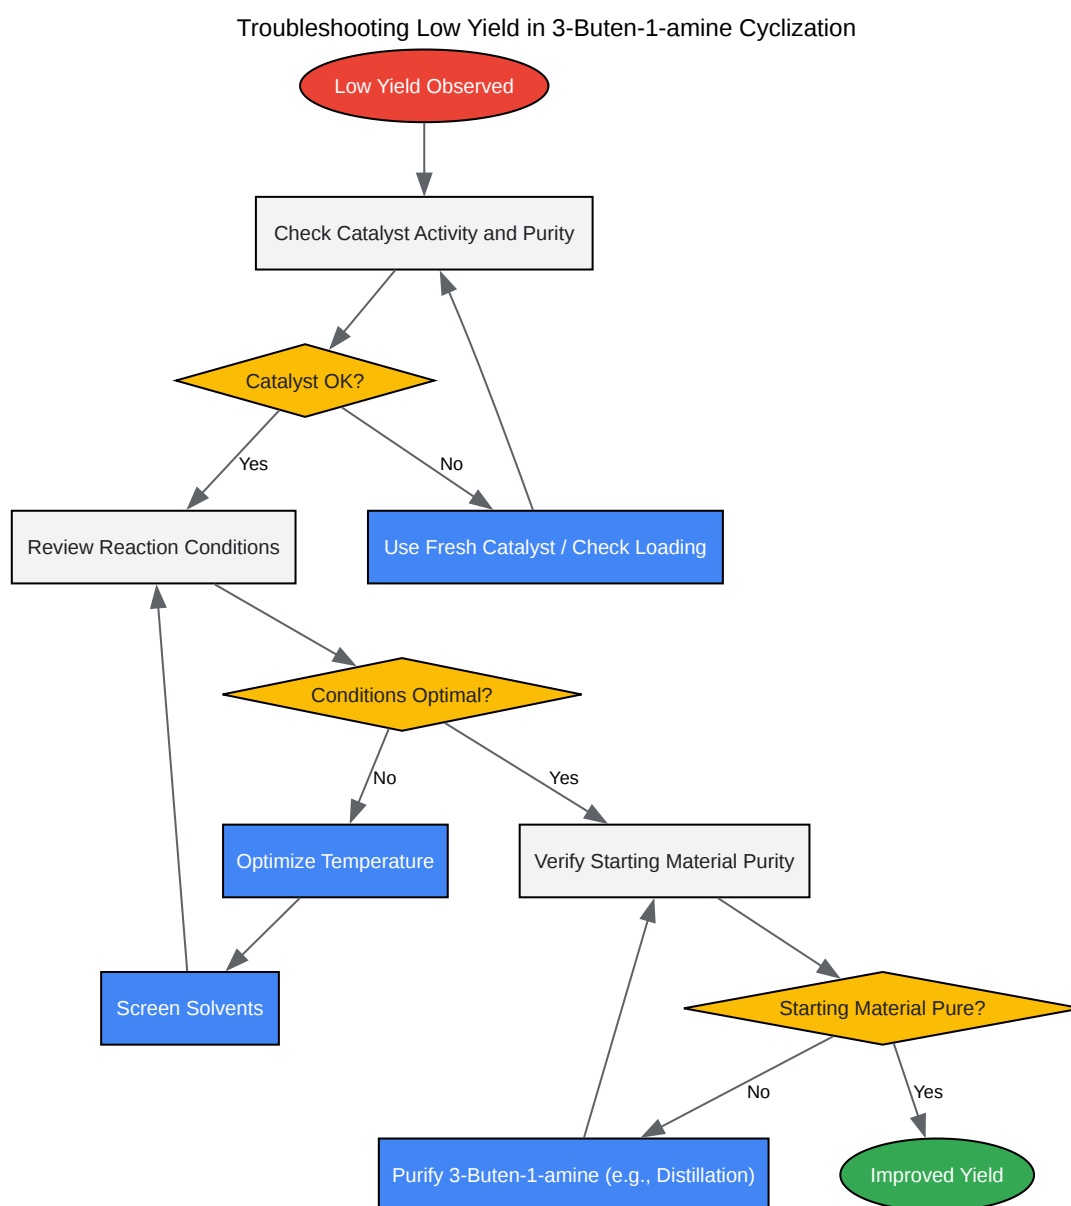 Troubleshooting Low Yield in 3-Buten-1-amine Cyclization
Low Yield Observed
Check Catalyst Activity and Purity
Catalyst OK?
Yes
No
Review Reaction Conditions
Use Fresh Catalyst / Check Loading
Conditions Optimal?
No
Yes
Optimize Temperature
Verify Starting Material Purity
Screen Solvents
Starting Material Pure?
No
Yes
Purify 3-Buten-1-amine (e.g., Distillation)
Improved Yield